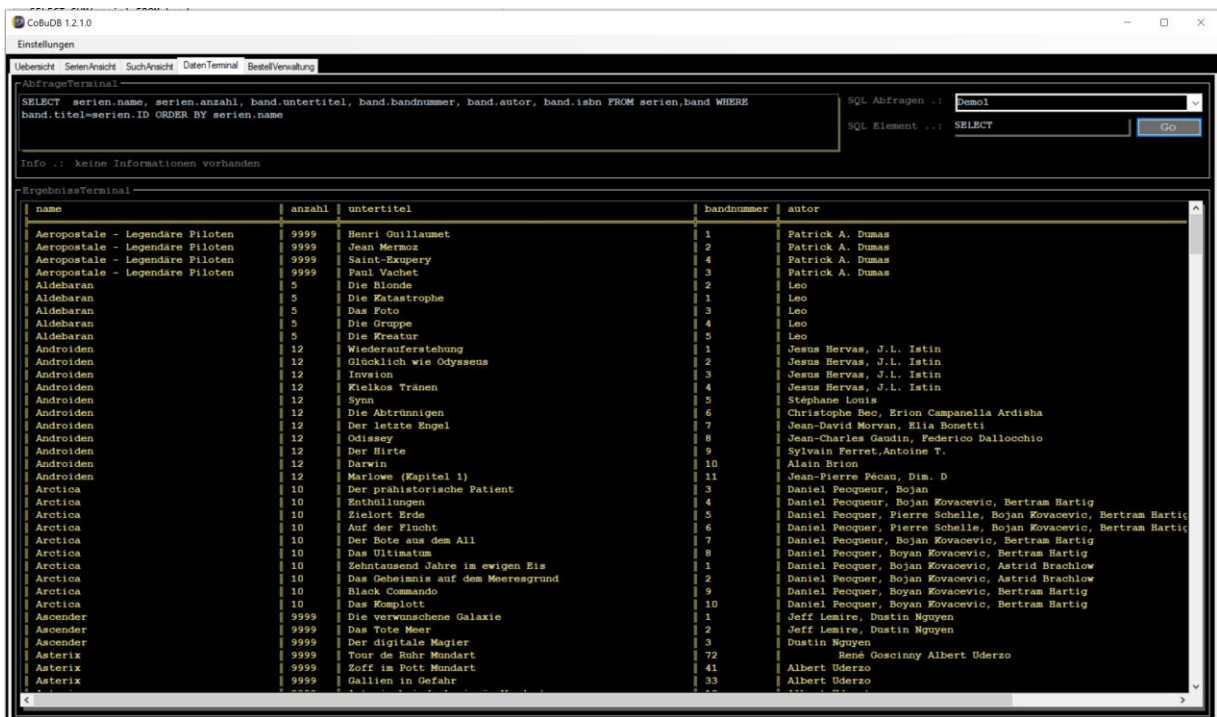 CoBuDB 1.2.1.0
Einstellungen
Uebersicht SerienAnsicht SuchAnsicht DatenTerminal BestellVerwaltung
AbfrageTerminal
SELECT serien.name, serien.anzahl, band.untertitel, band.bandnummer, band.autor, band.isbn FROM serien,band WHERE
band.titel=serien.ID ORDER BY serien.name
SQL Abfragen .: Demo1
SQL Element ..: SELECT Go
Info .: keine Informationen vorhanden
ErgebnissTerminal
name anzahl untertitel bandnummer autor
Aeropostale - Legendäre Piloten 9999 Henri Guillaumet 1 Patrick A. Dumas
Aeropostale - Legendäre Piloten 9999 Jean Mermoz 2 Patrick A. Dumas
Aeropostale - Legendäre Piloten 9999 Saint-Exupery 4 Patrick A. Dumas
Aeropostale - Legendäre Piloten 9999 Paul Vachet 3 Patrick A. Dumas
Aldebaran 5 Die Blonde 2 Leo
Aldebaran 5 Die Katastrophe 1 Leo
Aldebaran 5 Das Foto 3 Leo
Aldebaran 5 Die Gruppe 4 Leo
Aldebaran 5 Die Kreatur 5 Leo
Androiden 12 Wiederauferstehung 1 Jesus Hervas, J.L. Istin
Androiden 12 Glücklich wie Odysseus 2 Jesus Hervas, J.L. Istin
Androiden 12 Invsion 3 Jesus Hervas, J.L. Istin
Androiden 12 Kielkos Tränen 4 Jesus Hervas, J.L. Istin
Androiden 12 Synn 5 Stéphane Louis
Androiden 12 Die Abtrünnigen 6 Christophe Bec, Erion Campanella Ardisha
Androiden 12 Der letzte Engel 7 Jean-David Morvan, Elia Bonetti
Androiden 12 Odissey 8 Jean-Charles Gaudin, Federico Dallocchio
Androiden 12 Der Hirte 9 Sylvain Ferret,Antoine T.
Androiden 12 Darwin 10 Alain Brion
Androiden 12 Marlowe (Kapitel 1) 11 Jean-Pierre Pécau, Dim. D
Arctica 10 Der prähistorische Patient 3 Daniel Pecqueur, Bojan
Arctica 10 Enthüllungen 4 Daniel Pecqeur, Bojan Kovacevic, Bertram Hartig
Arctica 10 Zielort Erde 5 Daniel Pecquer, Pierre Schelle, Bojan Kovacevic, Bertram Hartig
Arctica 10 Auf der Flucht 6 Daniel Pecquer, Pierre Schelle, Bojan Kovacevic, Bertram Hartig
Arctica 10 Der Bote aus dem All 7 Daniel Pecqueur, Bojan Kovacevic, Bertram Hartig
Arctica 10 Das Ultimatum 8 Daniel Pecquer, Boyan Kovacevic, Bertram Hartig
Arctica 10 Zehntausend Jahre im ewigen Eis 1 Daniel Pecquer, Bojan Kovacevic, Astrid Brachlow
Arctica 10 Das Geheimnis auf dem Meeresgrund 2 Daniel Pecquer, Bojan Kovacevic, Astrid Brachlow
Arctica 10 Black Commando 9 Daniel Pecquer, Boyan Kovacevic, Bertram Hartig
Arctica 10 Das Komplott 10 Daniel Pecquer, Boyan Kovacevic, Bertram Hartig
Ascender 9999 Die verwunschene Galaxie 1 Jeff Lemire, Dustin Nguyen
Ascender 9999 Das Tote Meer 2 Jeff Lemire, Dustin Nguyen
Ascender 9999 Der digitale Magier 3 Dustin Nguyen
Asterix 9999 Tour de Ruhr Mundart 72 René Goscinny Albert Uderzo
Asterix 9999 Zoff im Pott Mundart 41 Albert Uderzo
Asterix 9999 Gallien in Gefahr 33 Albert Uderzo